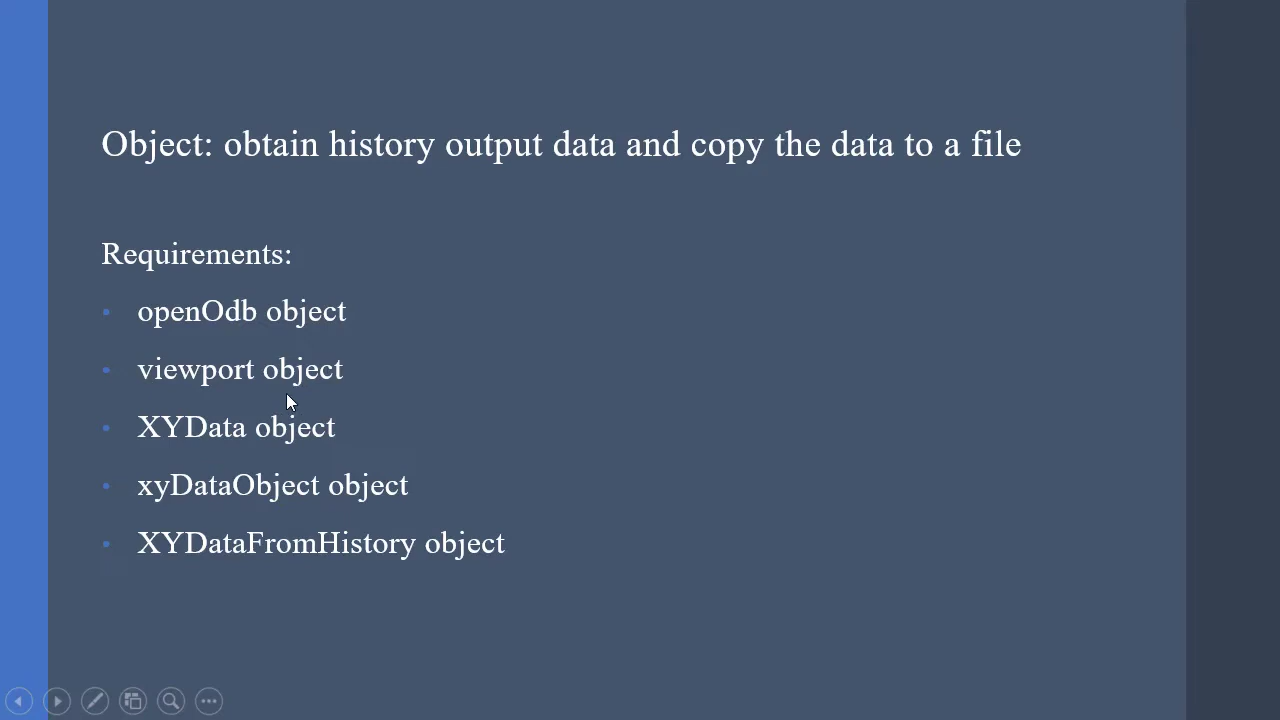 Object: obtain history output data and copy the data to a file
Requirements:
openOdb object
viewport object
XYData object
xyDataObject object
XYDataFromHistory object